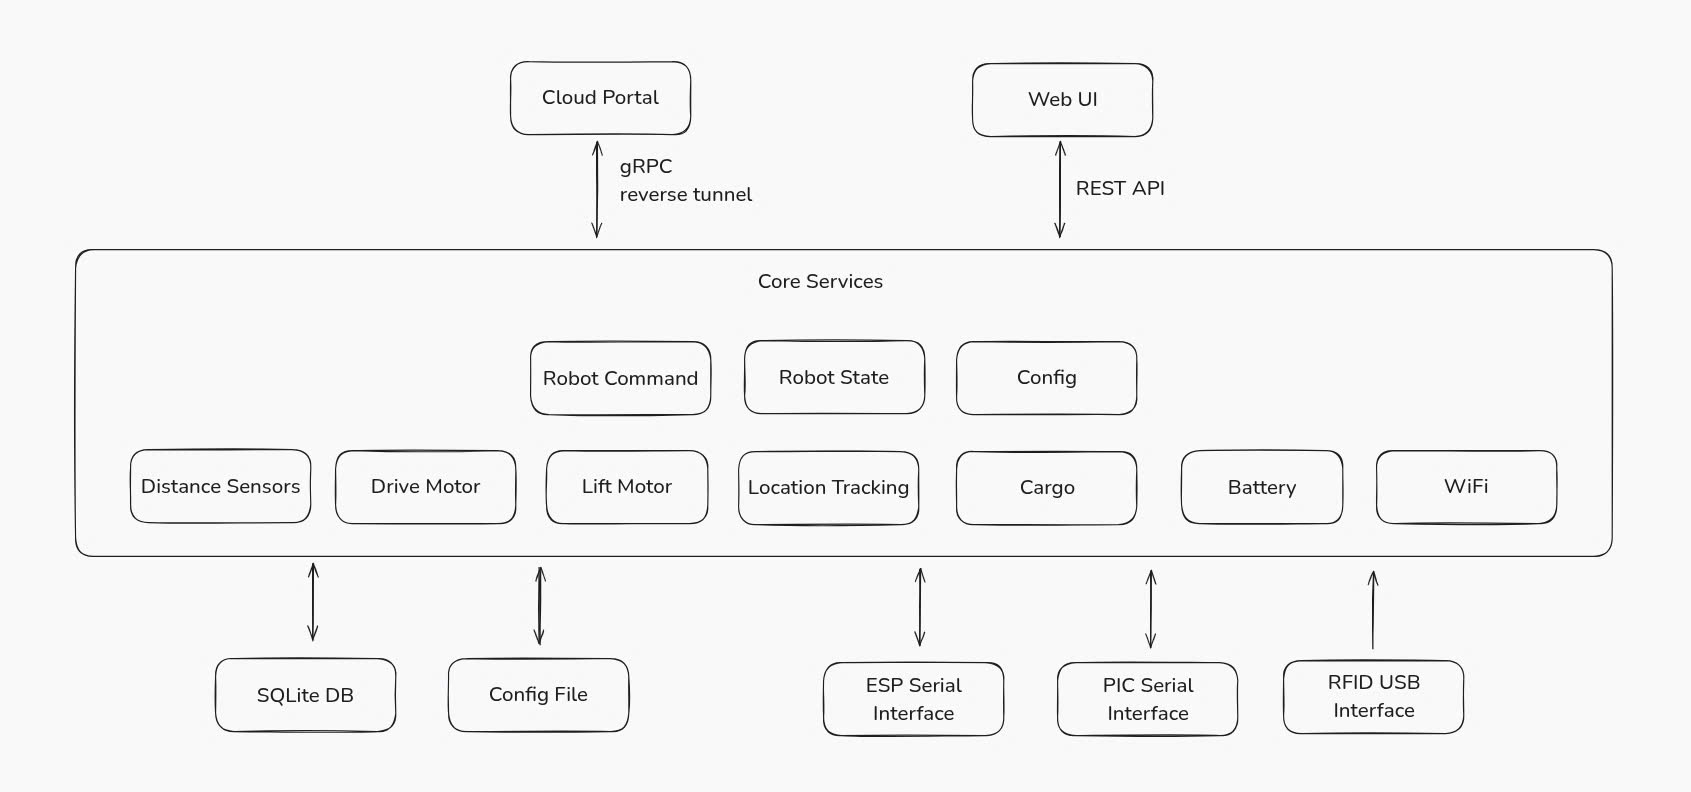 Cloud Portal
Web UI
gRPC
reverse tunnel
REST API
Core Services
Robot Command
Robot State
Config
Distance Sensors
Drive Motor
Lift Motor
Location Tracking
Cargo
Battery
WiFi
SQLite DB
Config File
ESP Serial
Interface
PIC Serial
Interface
RFID USB
Interface